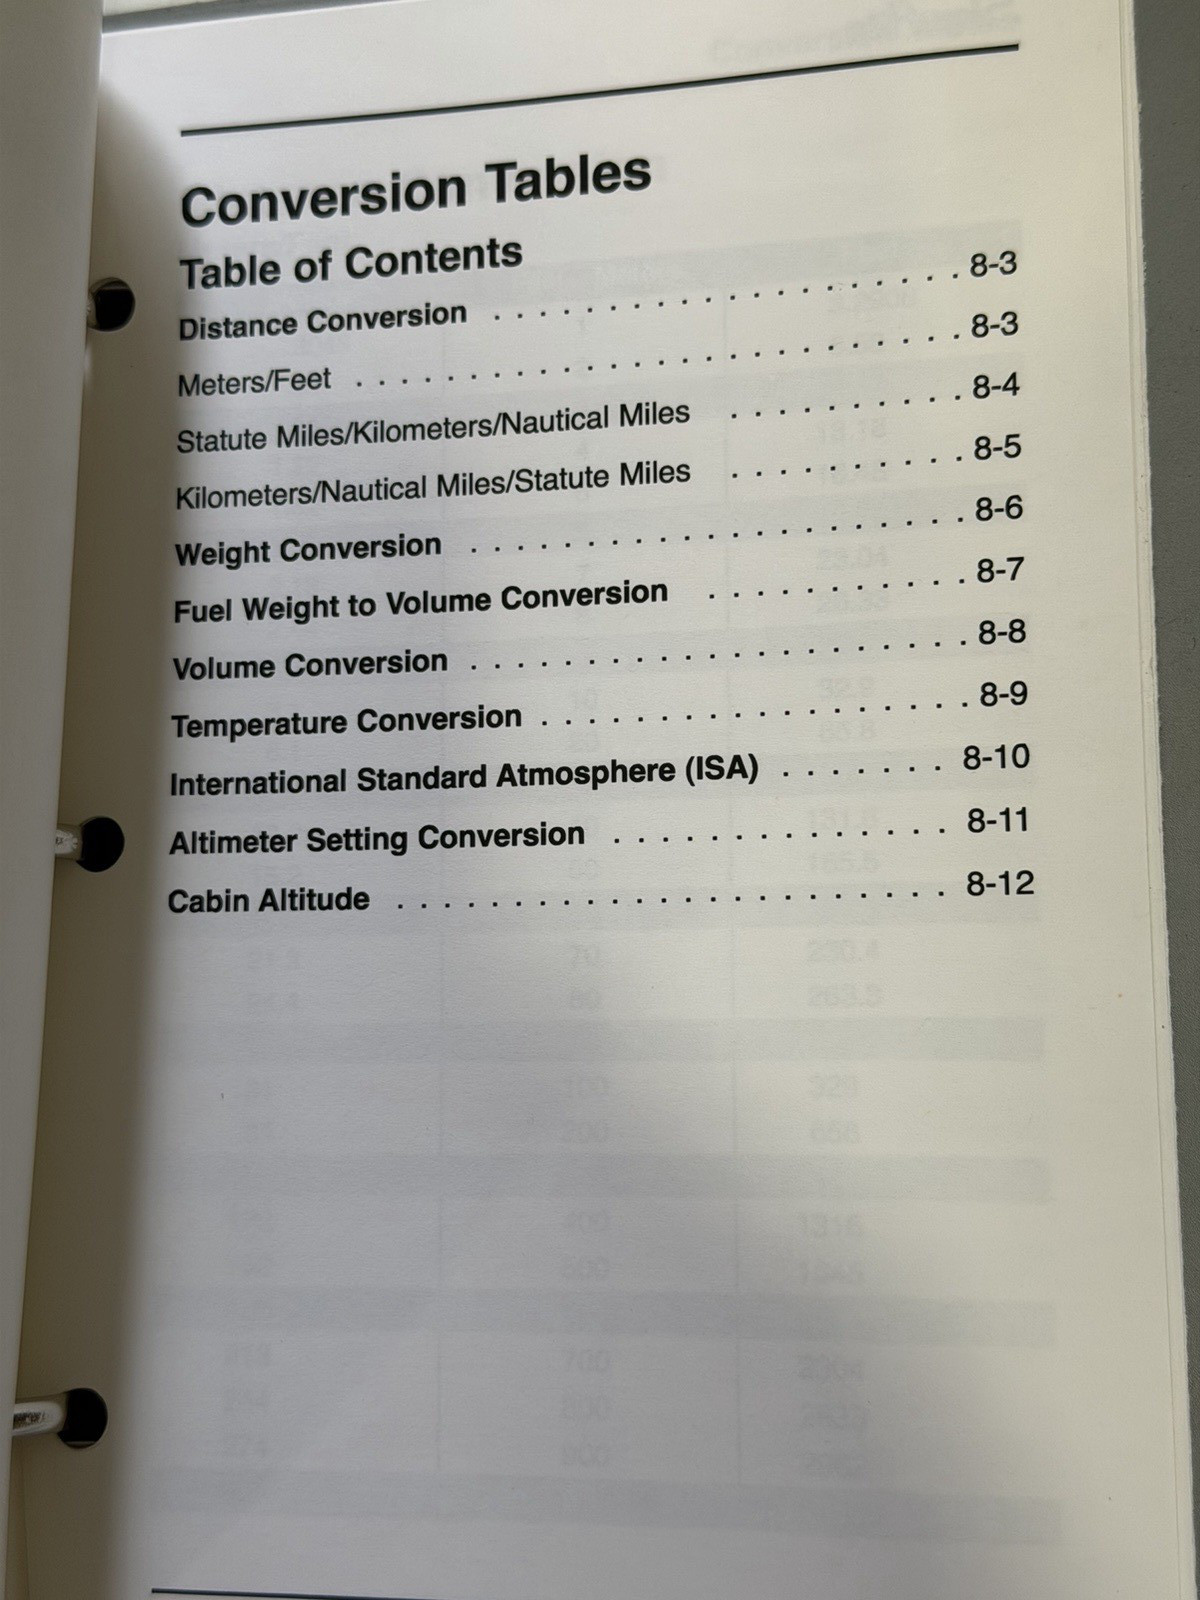 Conversion Tables
Table of Contents
Distance Conversion . . . . . . . . . . . . . . . . . 8-3
Meters/Feet . . . . . . . . . . . . . . . . . . . . . 8-3
Statute Miles/Kilometers/Nautical Miles . . . . . . . . . 8-4
Kilometers/Nautical Miles/Statute Miles . . . . . . . . . 8-5
Weight Conversion . . . . . . . . . . . . . . . . . 8-6
Fuel Weight to Volume Conversion . . . . . . . . . 8-7
Volume Conversion . . . . . . . . . . . . . . . . . 8-8
Temperature Conversion . . . . . . . . . . . . . . . 8-9
International Standard Atmosphere (ISA) . . . . . . . 8-10
Altimeter Setting Conversion . . . . . . . . . . . . . 8-11
Cabin Altitude . . . . . . . . . . . . . . . . . . . . 8-12